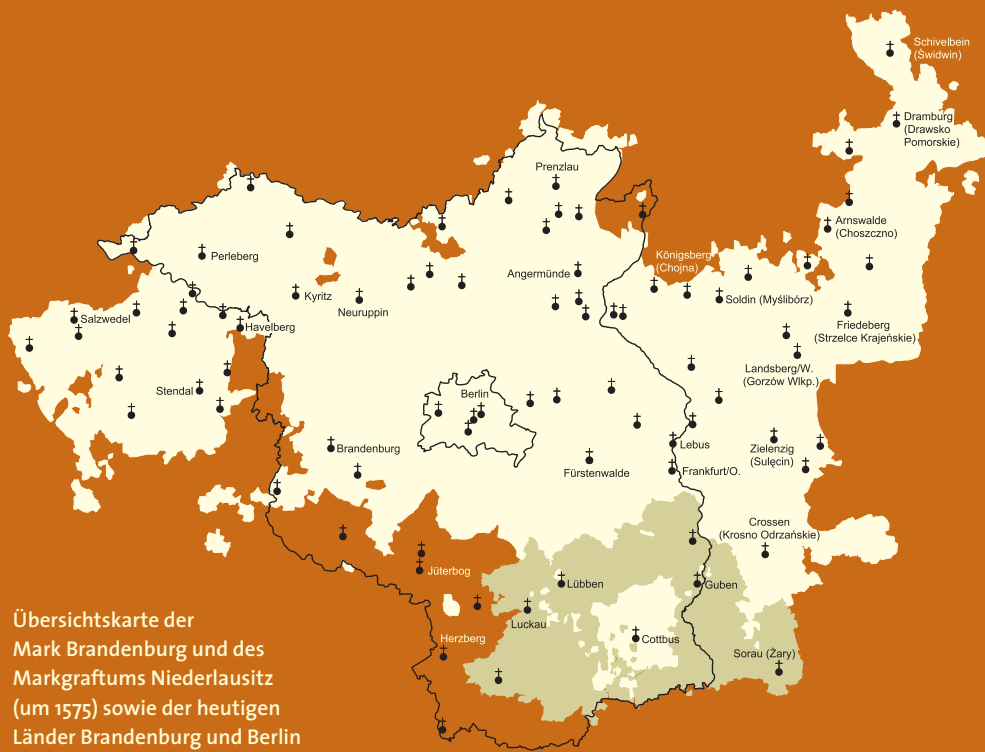 Schivelbein
(Świdwin)
Dramburg
(Drawsko
Pomorskie)
Prenzlau
Arnswalde
(Choszczno)
Perleberg
Königsberg
(Chojna)
Angermünde
Kyritz
Neuruppin
Soldin (Myślibórz)
Salzwedel
Havelberg
Friedeberg
(Strzelce Krajeńskie)
Landsberg/W.
(Gorzów Wlkp.)
Stendal
Berlin
Brandenburg
Lebus
Zielenzig
(Sulęcin)
Fürstenwalde
Frankfurt/O.
Crossen
(Krosno Odrzańskie)
Jüterbog
Lübben
Guben
Luckau
Herzberg
Cottbus
Sorau (Żary)
Übersichtskarte der
Mark Brandenburg und des
Markgraftums Niederlausitz
(um 1575) sowie der heutigen
Länder Brandenburg und Berlin